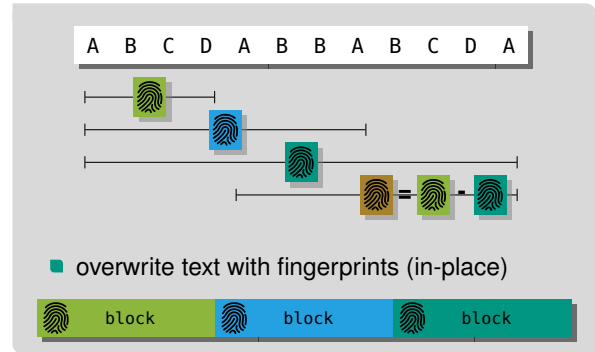 A B C D A B B A B C D A
= -
overwrite text with fingerprints (in-place)
block block block